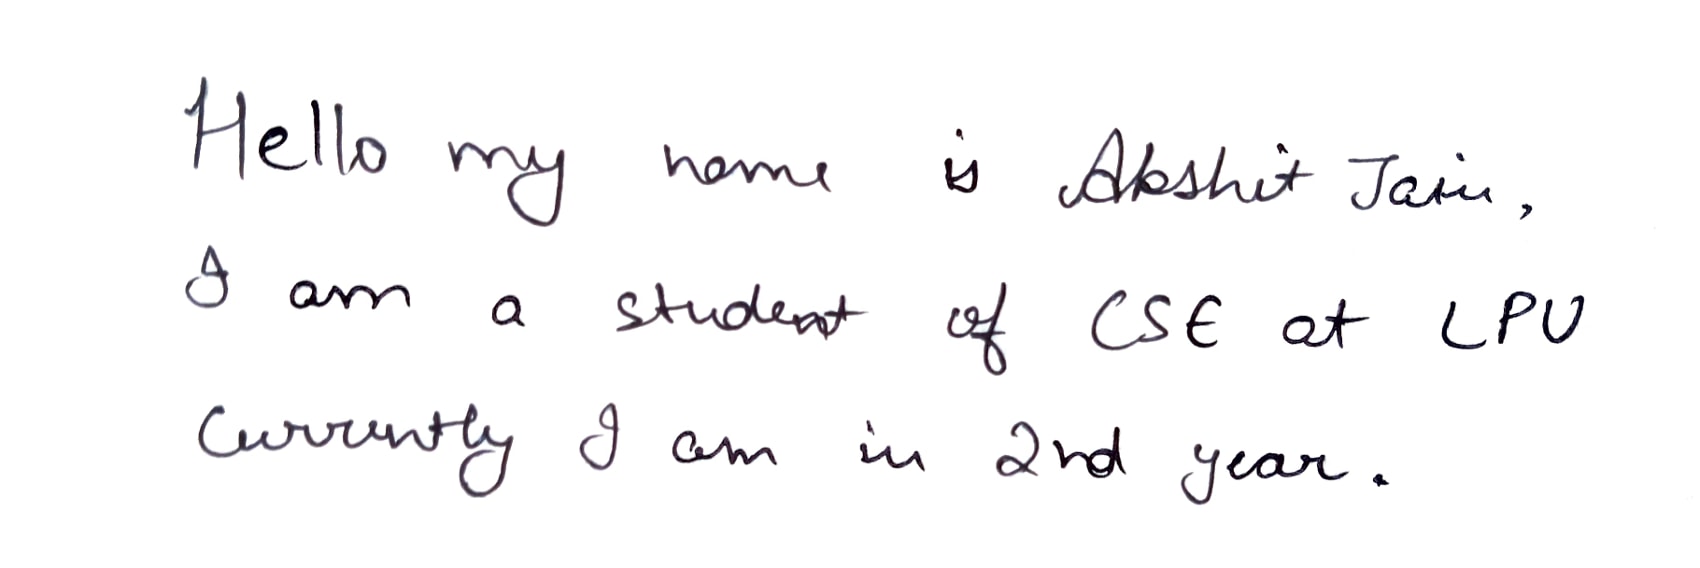 Hello my name is Akshit Jain,
I am a student of CSE at LPU
Currently I am in 2nd year.